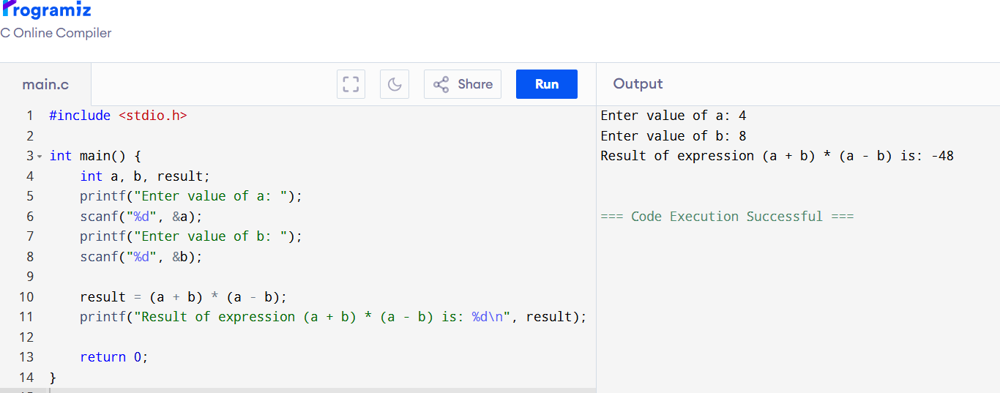 Programiz
C Online Compiler
main.c
Share
Run
Output
1 #include <stdio.h>
2
3 int main() {
4     int a, b, result;
5     printf("Enter value of a: ");
6     scanf("%d", &a);
7     printf("Enter value of b: ");
8     scanf("%d", &b);
9
10     result = (a + b) * (a - b);
11     printf("Result of expression (a + b) * (a - b) is: %d\n", result);
12
13     return 0;
14 }
Enter value of a: 4
Enter value of b: 8
Result of expression (a + b) * (a - b) is: -48
=== Code Execution Successful ===